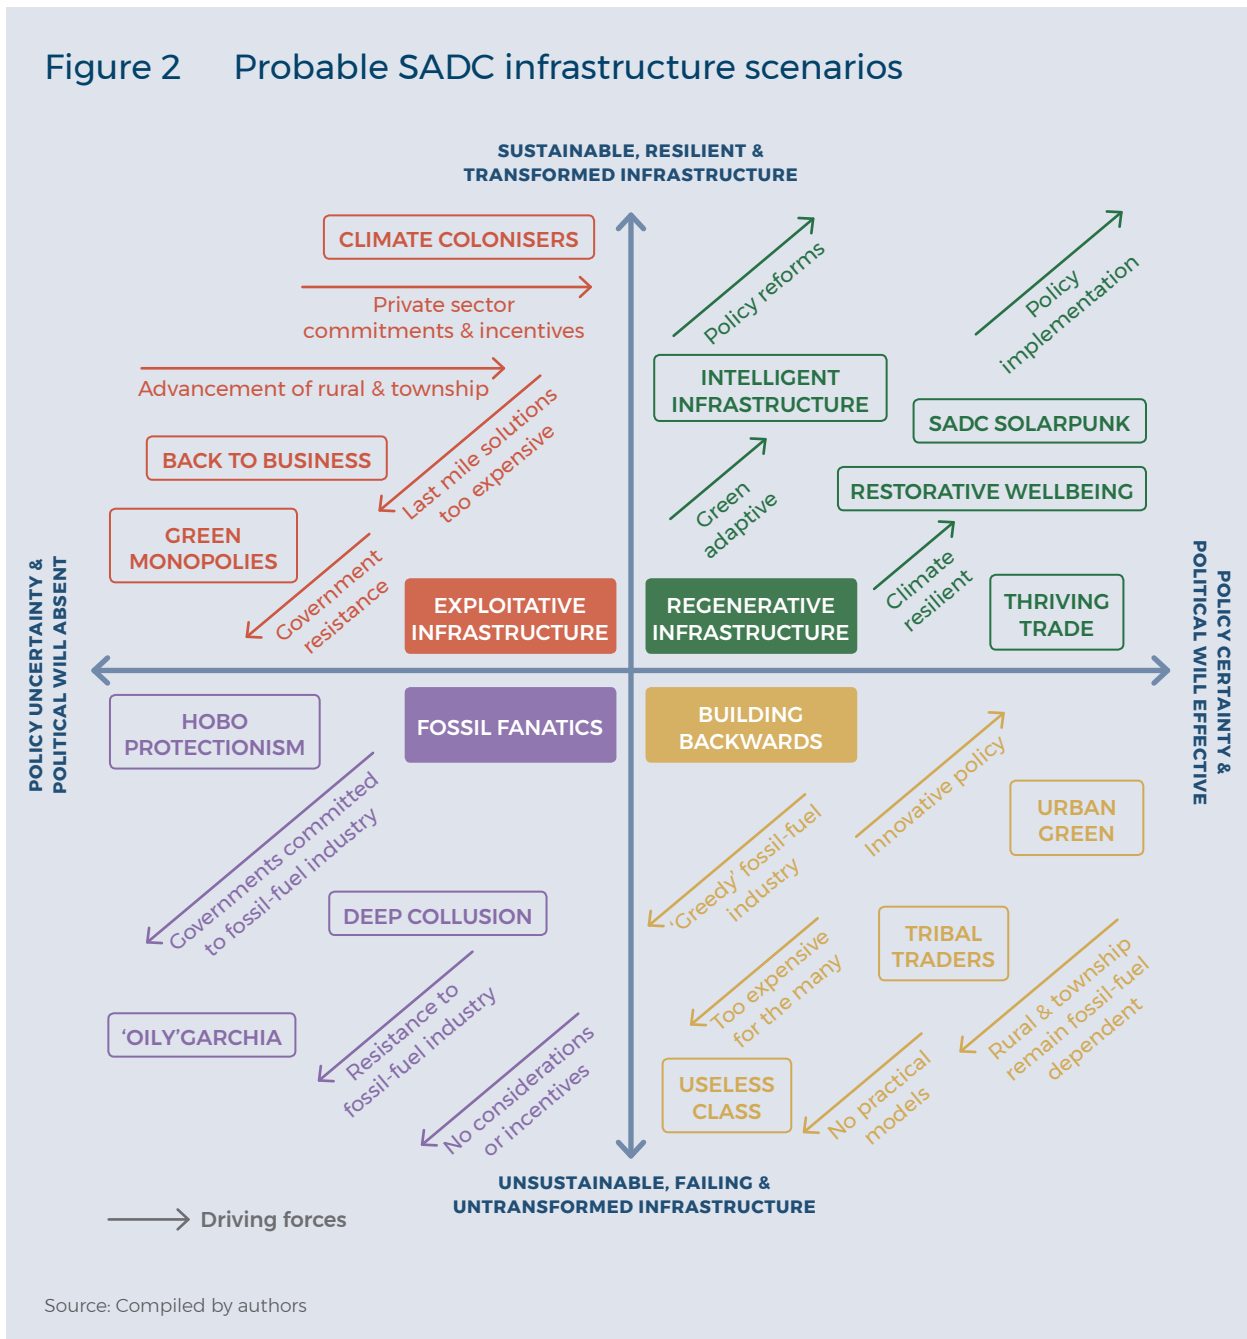 Figure 2 Probable SADC infrastructure scenarios
SUSTAINABLE, RESILIENT &
TRANSFORMED INFRASTRUCTURE
CLIMATE COLONISERS
Private sector
commitments & incentives
Advancement of rural & township
Last mile solutions
too expensive
BACK TO BUSINESS
GREEN
MONOPOLIES
Government
resistance
EXPLOITATIVE
INFRASTRUCTURE
Policy reforms
Policy
implementation
INTELLIGENT
INFRASTRUCTURE
SADC SOLARPUNK
Green
adaptive
RESTORATIVE WELLBEING
Climate
resilient
THRIVING
TRADE
REGENERATIVE
INFRASTRUCTURE
POLICY UNCERTAINTY &
POLITICAL WILL ABSENT
POLICY CERTAINTY &
POLITICAL WILL EFFECTIVE
HOBO
PROTECTIONISM
FOSSIL FANATICS
Governments committed
to fossil-fuel industry
DEEP COLLUSION
Resistance to
fossil-fuel industry
'OILY'GARCHIA
No considerations
or incentives
BUILDING
BACKWARDS
Innovative policy
URBAN
GREEN
'Greedy' fossil-fuel
industry
TRIBAL
TRADERS
Too expensive
for the many
Rural & township
remain fossil-fuel
dependent
USELESS
CLASS
No practical
models
UNSUSTAINABLE, FAILING &
UNTRANSFORMED INFRASTRUCTURE
Driving forces
Source: Compiled by authors